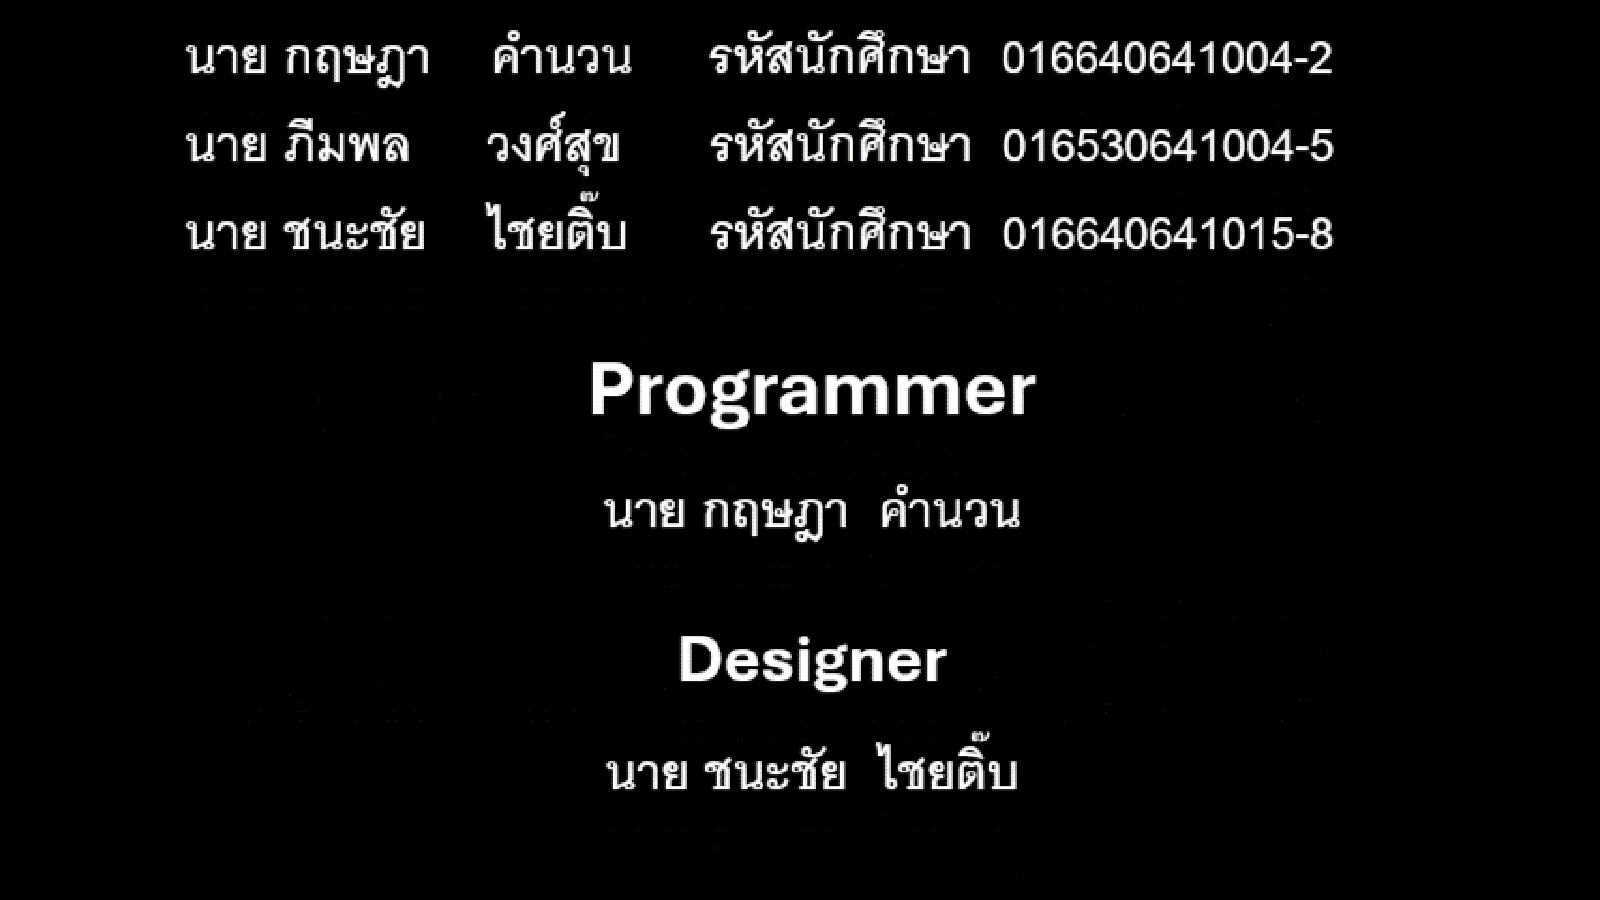 นาย กฤษฎา คำนวน รหัสนักศึกษา 016640641004-2
นาย ภีมพล วงศ์สุข รหัสนักศึกษา 016530641004-5
นาย ชนะชัย ไชยติ๊บ รหัสนักศึกษา 016640641015-8
Programmer
นาย กฤษฎา คำนวน
Designer
นาย ชนะชัย ไชยติ๊บ